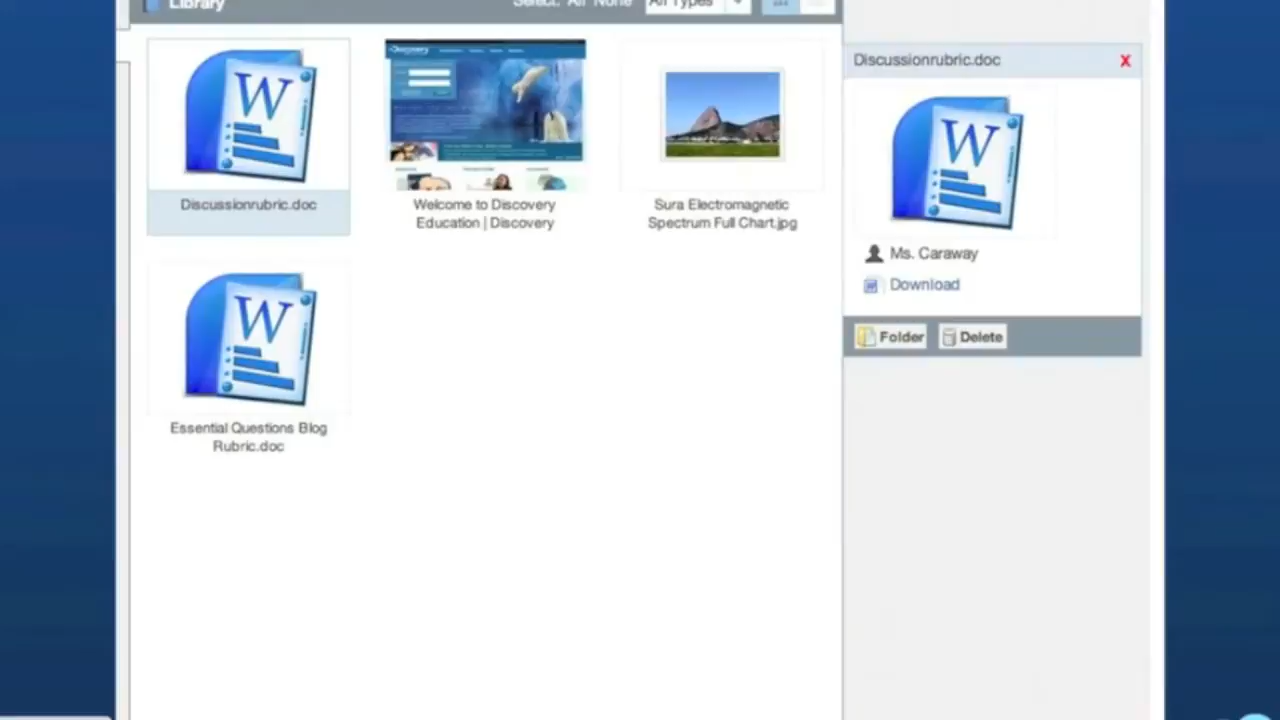 Library
Select: All None
All Types
Discussionrubric.doc
Discovery
Welcome to Discovery
Education | Discovery
Sura Electromagnetic
Spectrum Full Chart.jpg
Essential Questions Blog
Rubric.doc
Discussionrubric.doc
X
Ms. Caraway
Download
Folder
Delete